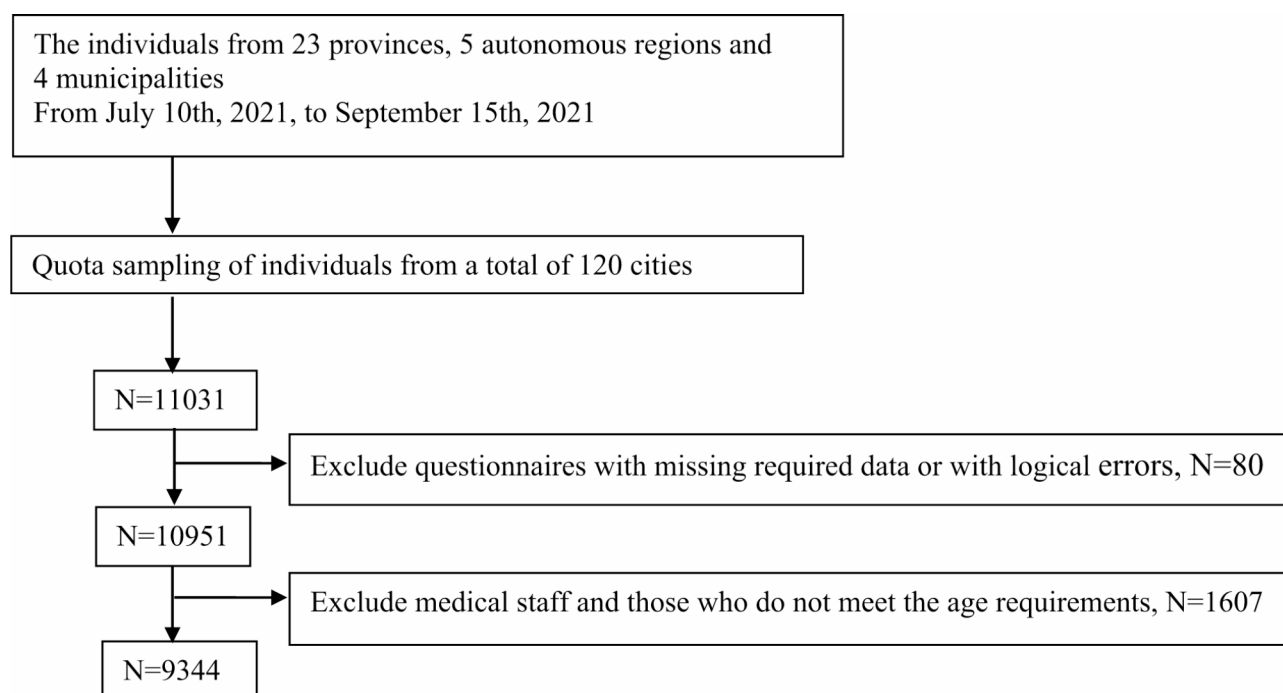 The individuals from 23 provinces, 5 autonomous regions and
4 municipalities
From July 10th, 2021, to September 15th, 2021
Quota sampling of individuals from a total of 120 cities
N=11031
Exclude questionnaires with missing required data or with logical errors, N=80
N=10951
Exclude medical staff and those who do not meet the age requirements, N=1607
N=9344